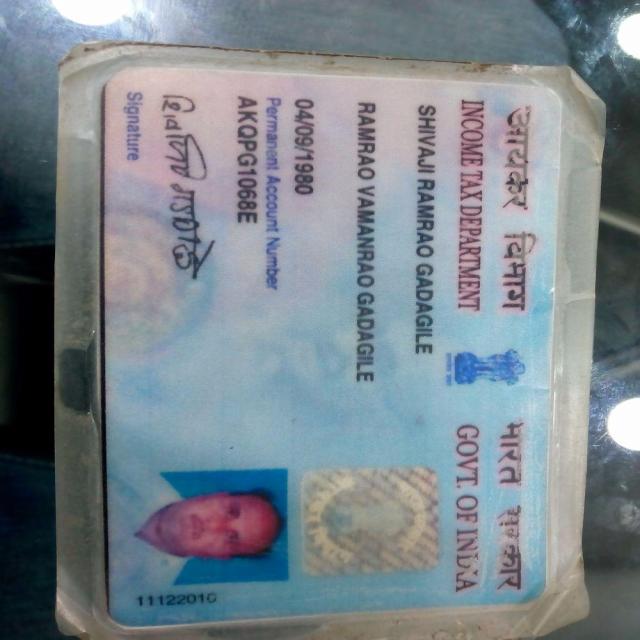 आयकर विभाग भारत सरकार
INCOME TAX DEPARTMENT GOVT. OF INDIA
SHIVAJI RAMRAO GADAGILE
RAMRAO VAMANRAO GADAGILE
04/09/1980
Permanent Account Number
AKQPG1068E
Signature
11122010